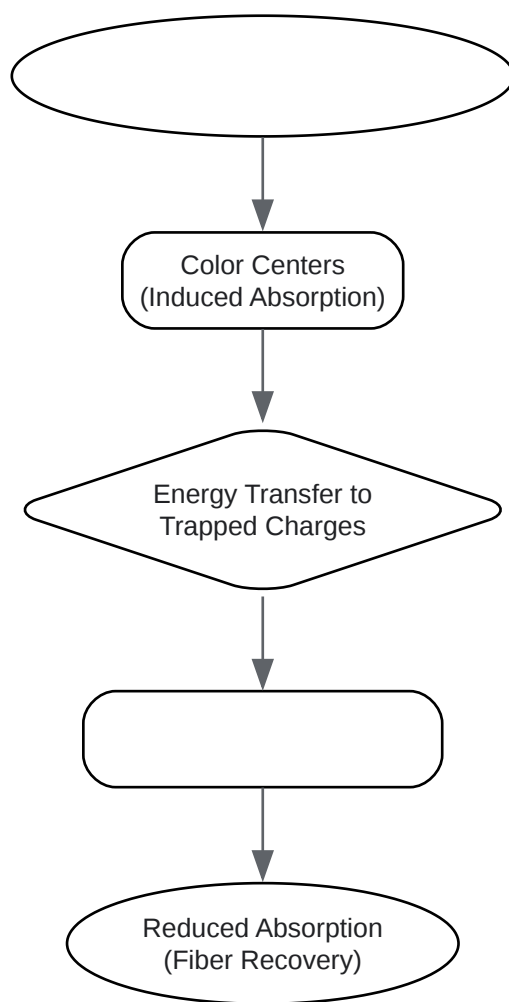 Color Centers
(Induced Absorption)
Energy Transfer to
Trapped Charges
Reduced Absorption
(Fiber Recovery)